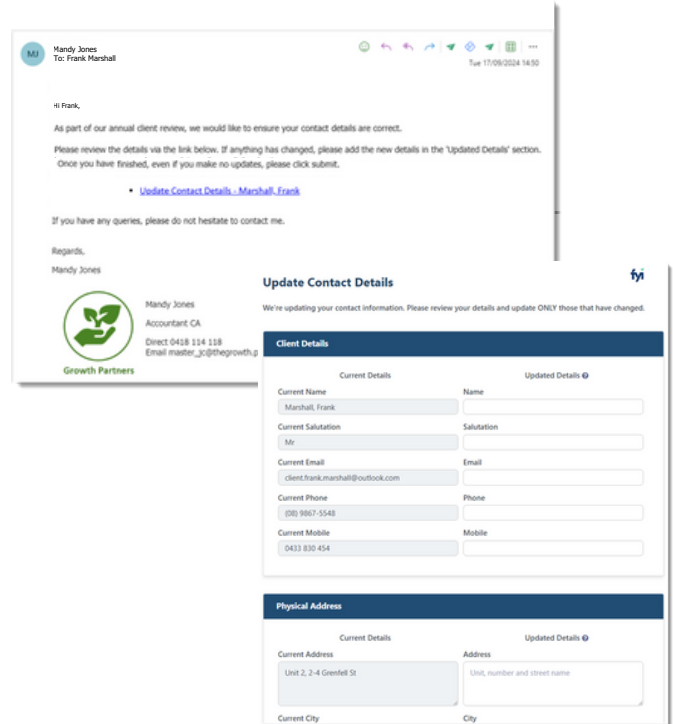 MJ
Mandy Jones
To: Frank Marshall
Tue 17/09/2024 14:50
Hi Frank,
As part of our annual client review, we would like to ensure your contact details are correct.
Please review the details via the link below. If anything has changed, please add the new details in the 'Updated Details' section.
Once you have finished, even if you make no updates, please click submit.
• Update Contact Details - Marshall, Frank
If you have any queries, please do not hesitate to contact me.
Regards,
Mandy Jones
Mandy Jones
Accountant CA
Direct 0418 114 118
Email master_jc@thegrowth.p
Growth Partners
fyi
Update Contact Details
We're updating your contact information. Please review your details and update ONLY those that have changed.
Client Details
Current Details Updated Details
Current Name Name
Marshall, Frank
Current Salutation Salutation
Mr
Current Email Email
client.frank.marshall@outlook.com
Current Phone Phone
(08) 9867-5548
Current Mobile Mobile
0433 830 454
Physical Address
Current Details Updated Details
Current Address Address
Unit 2, 2-4 Grenfell St Unit, number and street name
Current City City